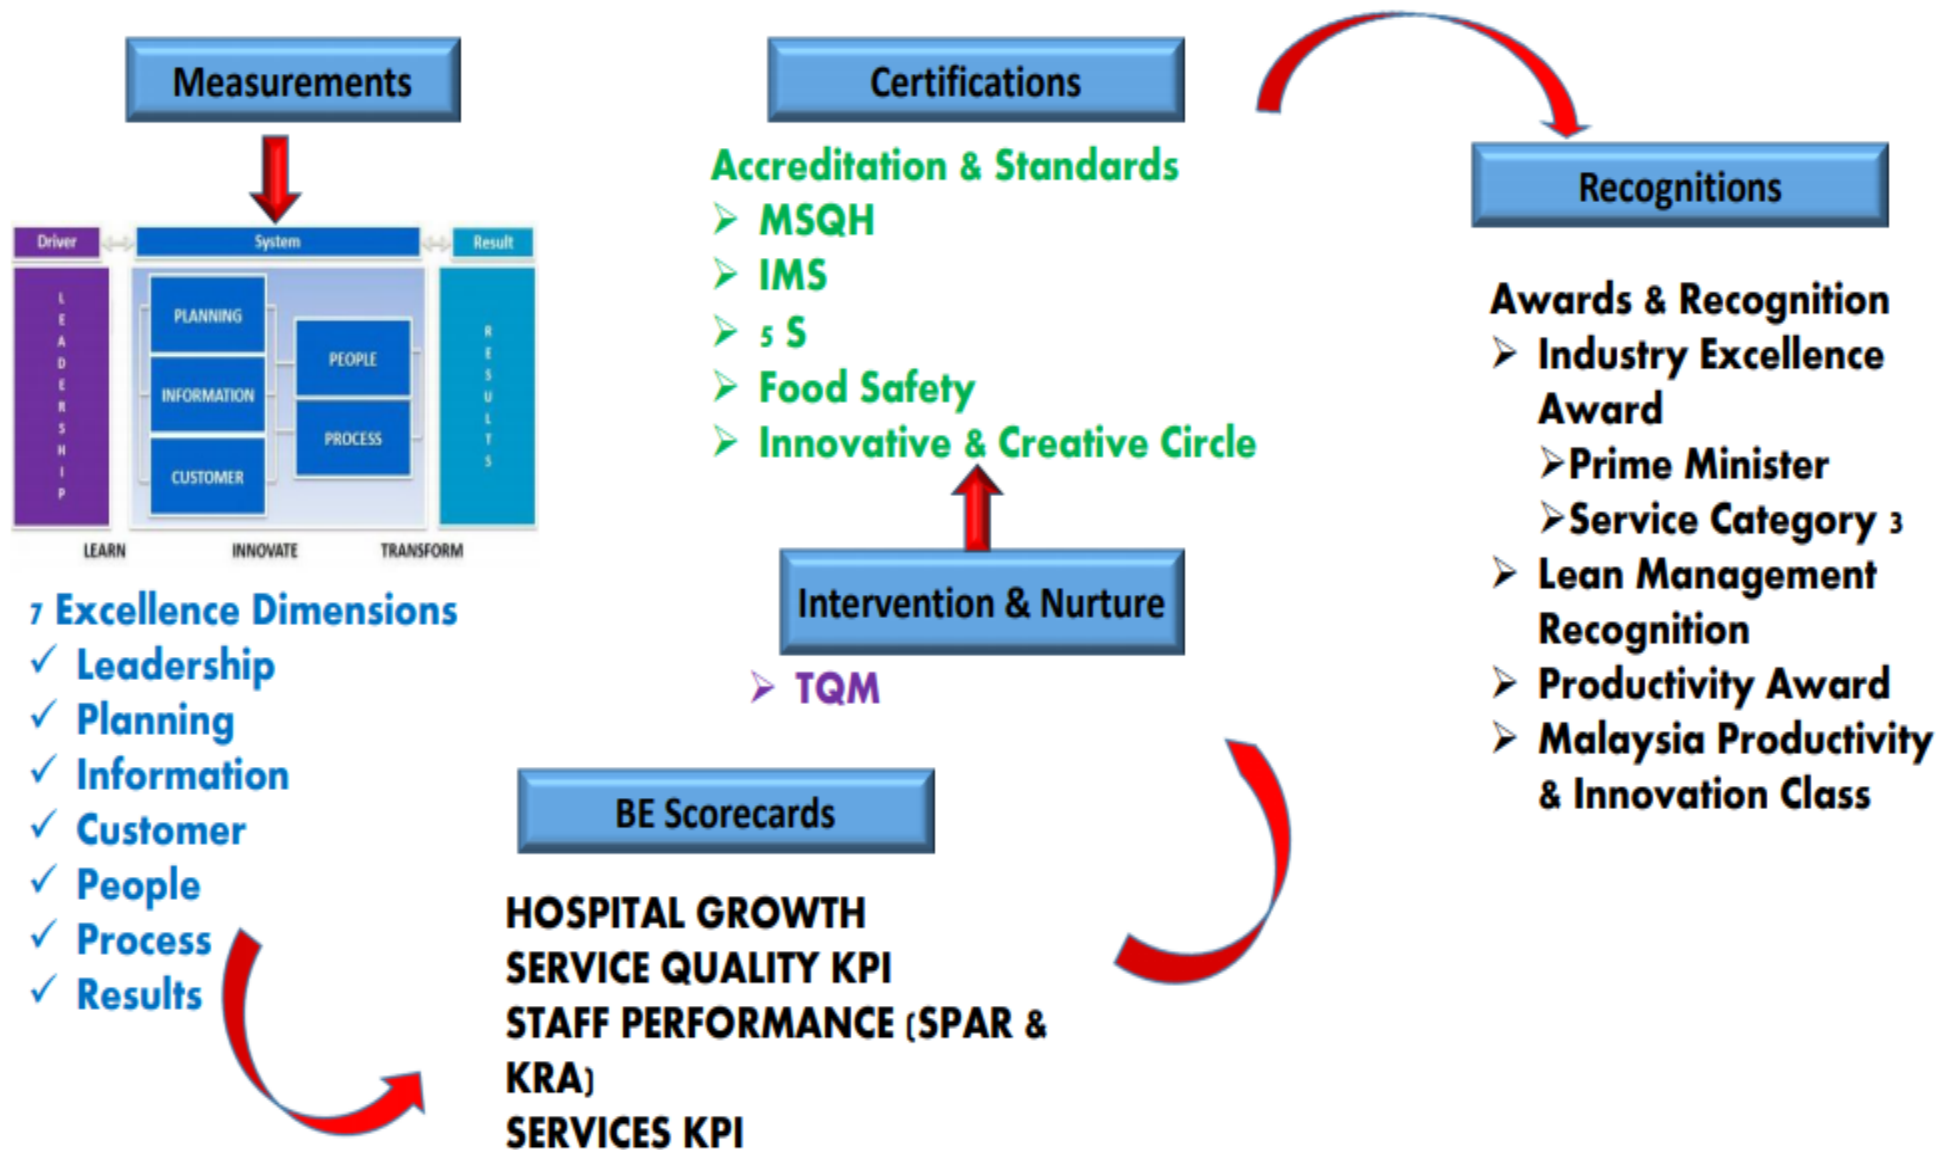 Measurements
Driver
System
Result
LEADERSHIP
PLANNING
INFORMATION
CUSTOMER
PEOPLE
PROCESS
RESULTS
LEARN
INNOVATE
TRANSFORM
7 Excellence Dimensions
✓ Leadership
✓ Planning
✓ Information
✓ Customer
✓ People
✓ Process
✓ Results
BE Scorecards
HOSPITAL GROWTH
SERVICE QUALITY KPI
STAFF PERFORMANCE (SPAR &
KRA)
SERVICES KPI
Intervention & Nurture
➢ TQM
Certifications
Accreditation & Standards
➢ MSQH
➢ IMS
➢ 5 S
➢ Food Safety
➢ Innovative & Creative Circle
Recognitions
Awards & Recognition
➢ Industry Excellence
Award
➢Prime Minister
➢Service Category 3
➢ Lean Management
Recognition
➢ Productivity Award
➢ Malaysia Productivity
& Innovation Class